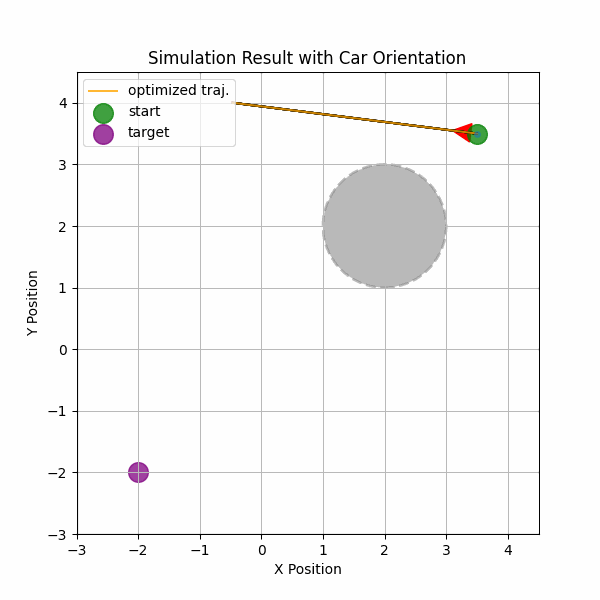 Simulation Result with Car Orientation
optimized traj.
start
target
4
3
2
1
0
−1
−2
−3
Y Position
−3 −2 −1 0 1 2 3 4
X Position